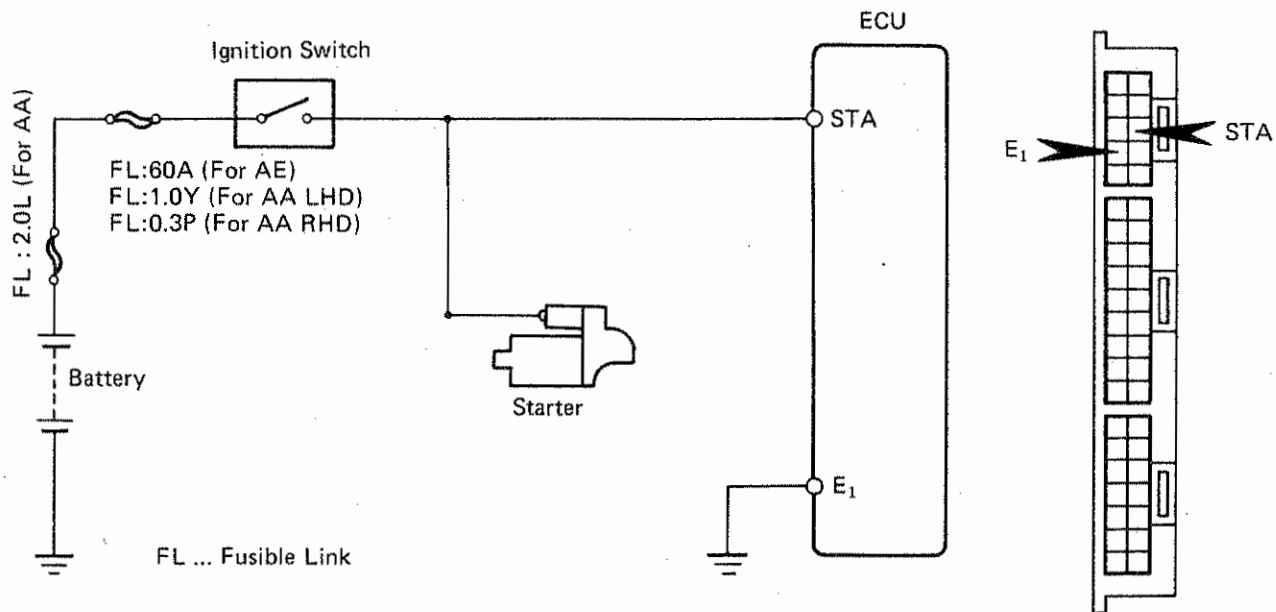 ECU
Ignition Switch
FL : 2.0L (For AA)
STA
STA
E₁
FL:60A (For AE)
FL:1.0Y (For AA LHD)
FL:0.3P (For AA RHD)
Battery
Starter
E₁
FL ... Fusible Link